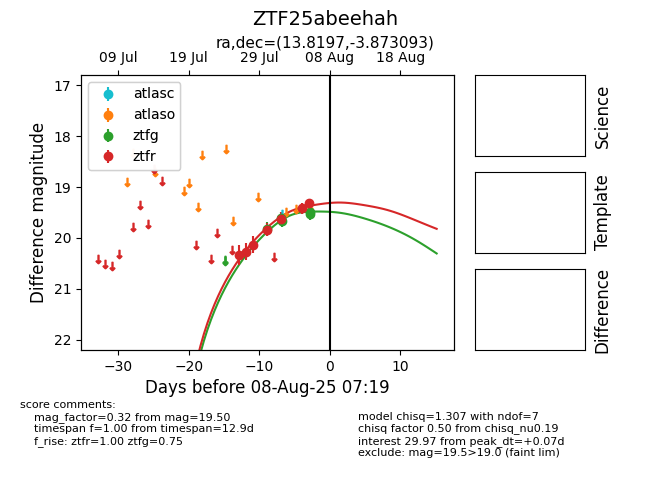 ZTF25abeehah
ra,dec=(13.8197,-3.873093)
09 Jul 19 Jul 29 Jul 08 Aug 18 Aug
atlasc
atlaso
ztfg
ztfr
Difference magnitude
17
18
19
20
21
22
−30 −20 −10 0 10
Days before 08-Aug-25 07:19
Science
Template
Difference
score comments:
mag_factor=0.32 from mag=19.50
timespan f=1.00 from timespan=12.9d
f_rise: ztfr=1.00 ztfg=0.75
model chisq=1.307 with ndof=7
chisq factor 0.50 from chisq_nu0.19
interest 29.97 from peak_dt=+0.07d
exclude: mag=19.5>19.0 (faint lim)